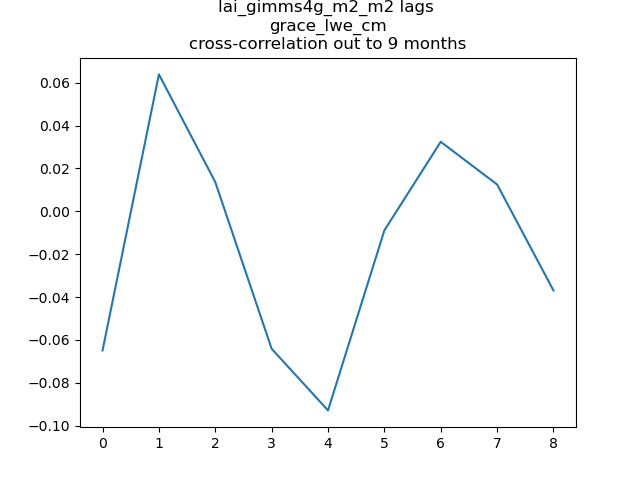 lai_gimms4g_m2_m2 lags
grace_lwe_cm
cross-correlation out to 9 months
0.06
0.04
0.02
0.00
−0.02
−0.04
−0.06
−0.08
−0.10
0 1 2 3 4 5 6 7 8